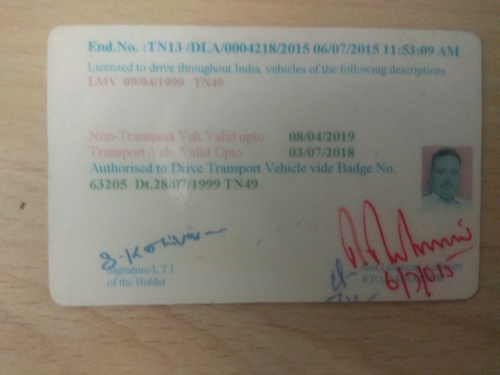 End.No. :TN13 /DLA/0004218/2015 06/07/2015 11:53:09 AM
Licensed to drive throughout India, vehicles of the following descriptions
LMV 09/04/1999 TN49
Non-Transport Veh.Valid upto 08/04/2019
Transport Veh. Valid Upto 03/07/2018
Authorised to Drive Transport Vehicle vide Badge No.
63205 Dt.28/07/1999 TN49
Signature/L T I
of the Holder